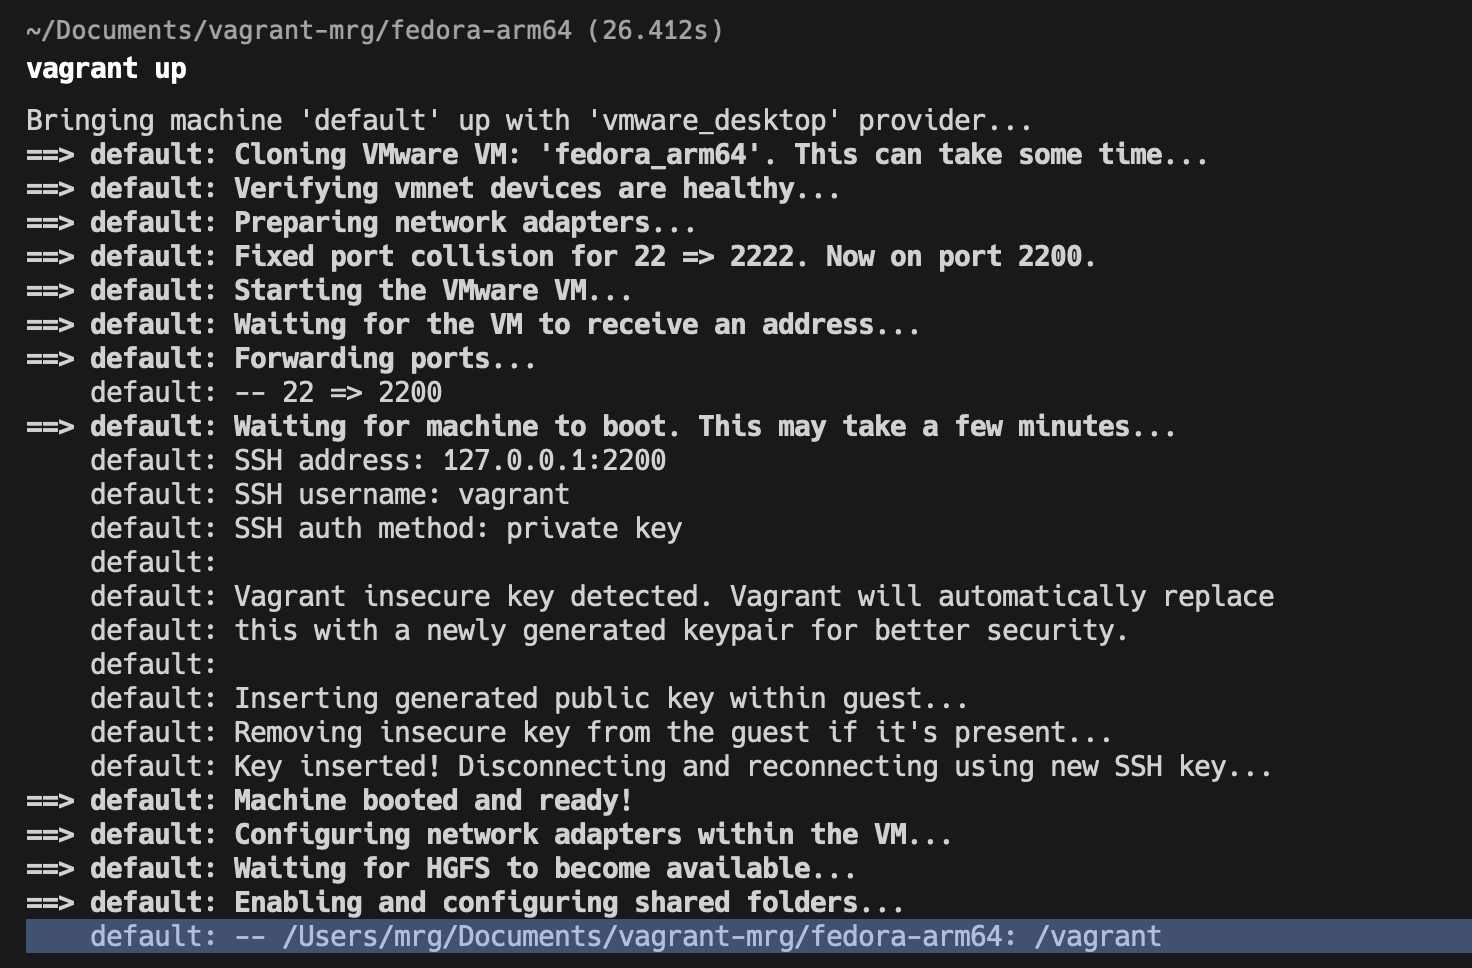 ~/Documents/vagrant-mrg/fedora-arm64 (26.412s)
vagrant up
Bringing machine 'default' up with 'vmware_desktop' provider...
==> default: Cloning VMware VM: 'fedora_arm64'. This can take some time...
==> default: Verifying vmnet devices are healthy...
==> default: Preparing network adapters...
==> default: Fixed port collision for 22 => 2222. Now on port 2200.
==> default: Starting the VMware VM...
==> default: Waiting for the VM to receive an address...
==> default: Forwarding ports...
    default: -- 22 => 2200
==> default: Waiting for machine to boot. This may take a few minutes...
    default: SSH address: 127.0.0.1:2200
    default: SSH username: vagrant
    default: SSH auth method: private key
    default:
    default: Vagrant insecure key detected. Vagrant will automatically replace
    default: this with a newly generated keypair for better security.
    default:
    default: Inserting generated public key within guest...
    default: Removing insecure key from the guest if it's present...
    default: Key inserted! Disconnecting and reconnecting using new SSH key...
==> default: Machine booted and ready!
==> default: Configuring network adapters within the VM...
==> default: Waiting for HGFS to become available...
==> default: Enabling and configuring shared folders...
    default: -- /Users/mrg/Documents/vagrant-mrg/fedora-arm64: /vagrant